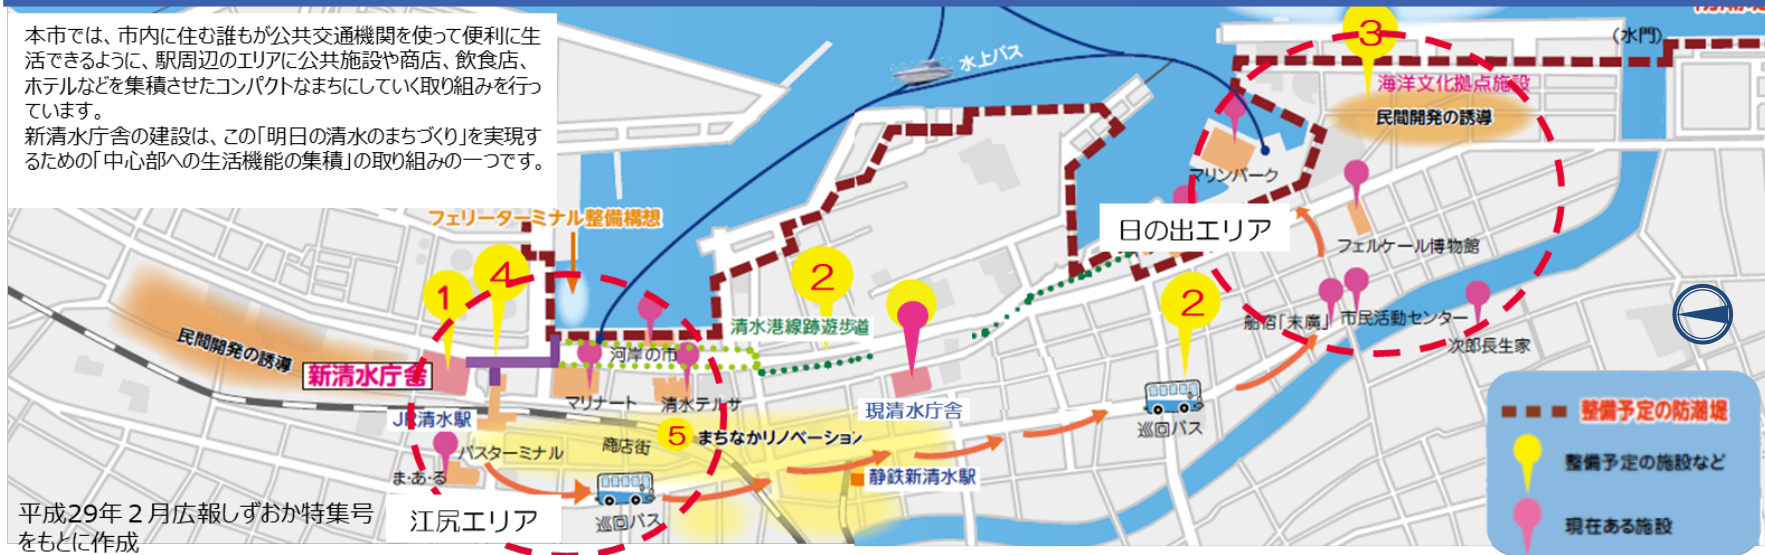 本市では、市内に住む誰もが公共交通機関を使って便利に生
活できるように、駅周辺のエリアに公共施設や商店、飲食店、
ホテルなどを集積させたコンパクトなまちにしていく取り組みを行っ
ています。
新清水庁舎の建設は、この「明日の清水のまちづくり」を実現す
るための「中心部への生活機能の集積」の取り組みの一つです。
水上バス
3
(水門)
海洋文化拠点施設
民間開発の誘導
マリンパーク
フェリーターミナル整備構想
日の出エリア
フェルケール博物館
1
4
2
2
清水港線跡遊歩道
船宿「末廣」
市民活動センター
次郎長生家
民間開発の誘導
新清水庁舎
河岸の市
マリナート
清水テルサ
現清水庁舎
JR清水駅
バスターミナル
商店街
5
まちなかリノベーション
巡回バス
静鉄新清水駅
ま・あ・る
巡回バス
江尻エリア
平成29年2月広報しずおか特集号
をもとに作成
整備予定の防潮堤
整備予定の施設など
現在ある施設